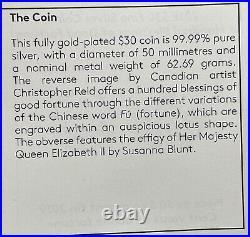 The Coin
This fully gold-plated $30 coin is 99.99% pure
silver, with a diameter of 50 millimetres and
a nominal metal weight of 62.69 grams.
The reverse image by Canadian artist
Christopher Reid offers a hundred blessings of
good fortune through the different variations
of the Chinese word Fú (fortune), which are
engraved within an auspicious lotus shape.
The obverse features the effigy of Her Majesty
Queen Elizabeth II by Susanna Blunt.